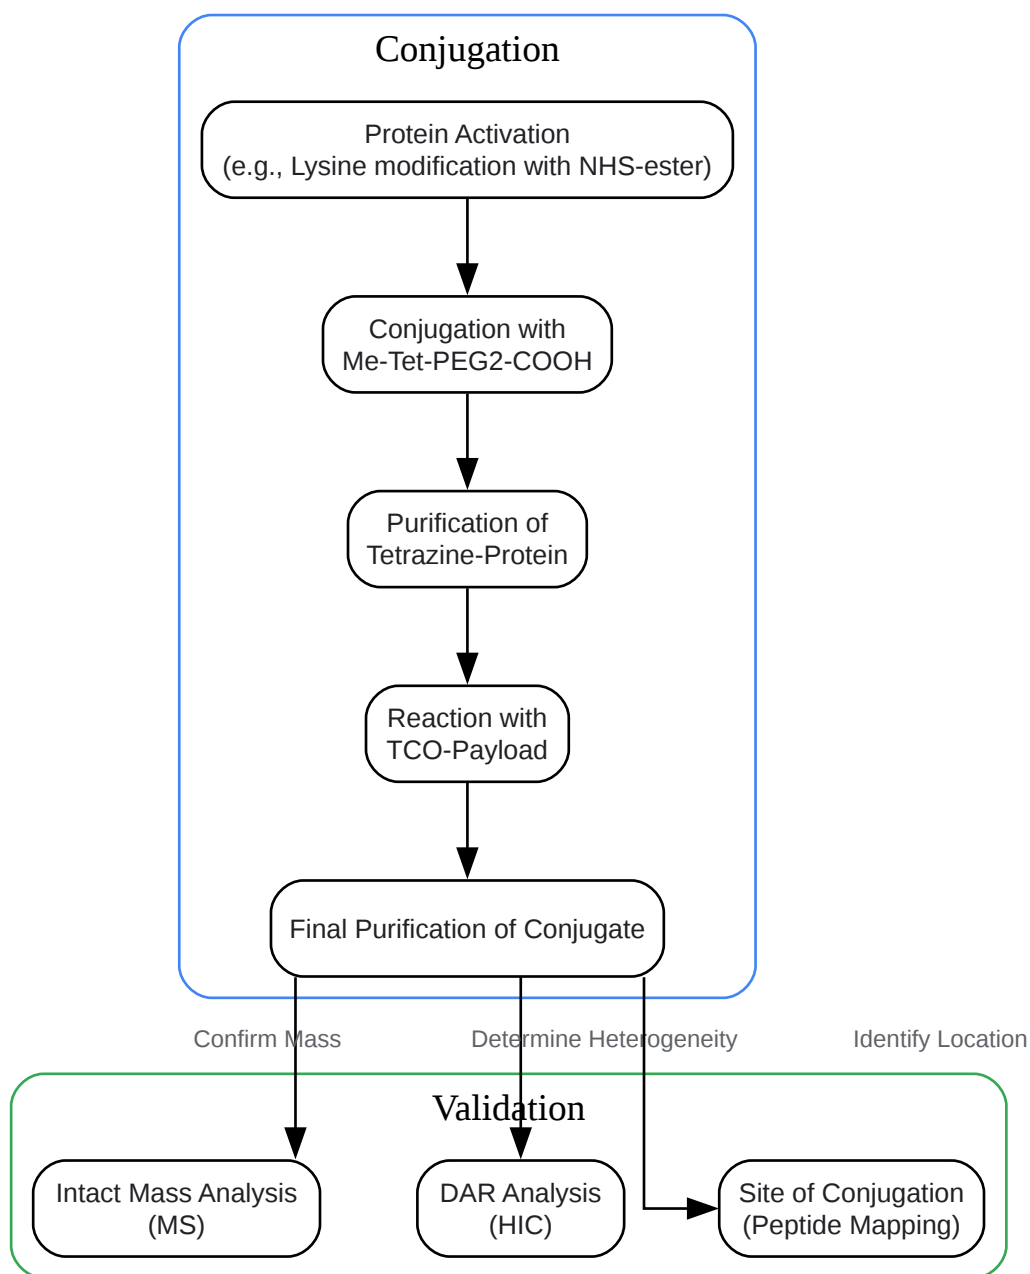 Conjugation
Protein Activation
(e.g., Lysine modification with NHS-ester)
Conjugation with
Me-Tet-PEG2-COOH
Purification of
Tetrazine-Protein
Reaction with
TCO-Payload
Final Purification of Conjugate
Confirm Mass
Determine Heterogeneity
Identify Location
Validation
Intact Mass Analysis
(MS)
DAR Analysis
(HIC)
Site of Conjugation
(Peptide Mapping)